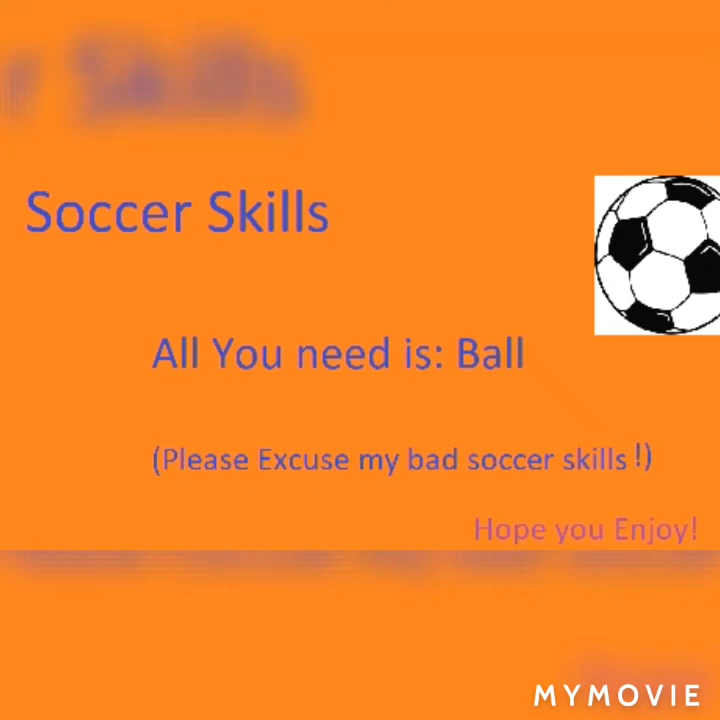 Soccer Skills
All You need is: Ball
(Please Excuse my bad soccer skills!)
Hope you Enjoy!
MYMOVIE